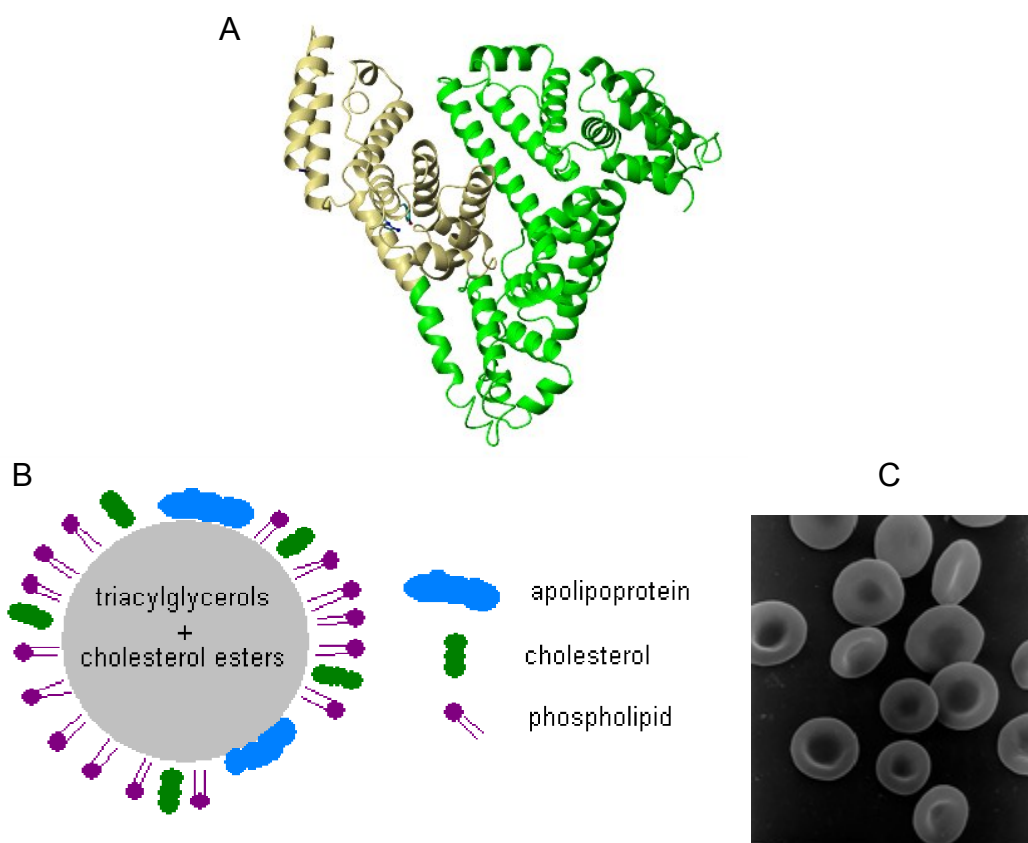 A
B
C
triacylglycerols
+
cholesterol esters
apolipoprotein
cholesterol
phospholipid